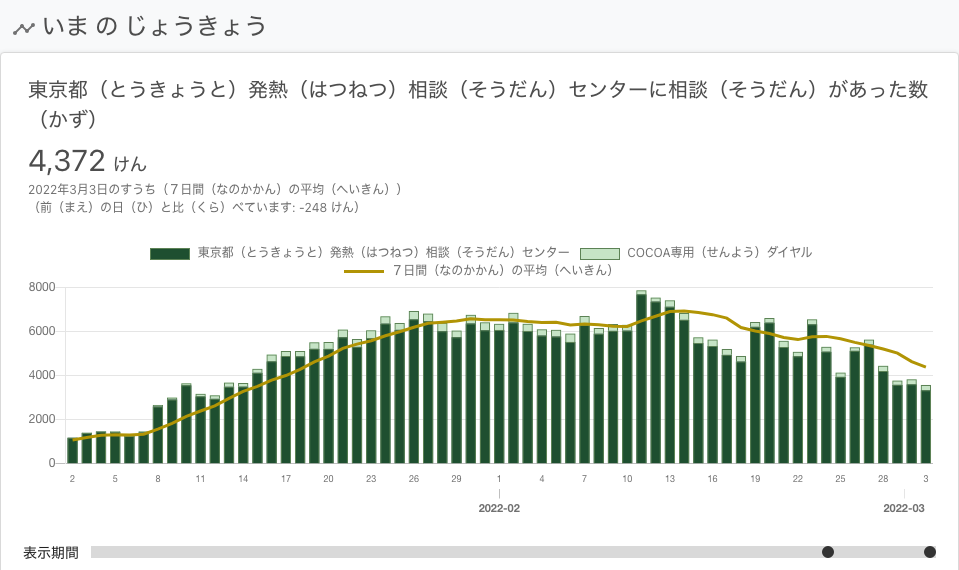 いま の じょうきょう
東京都（とうきょうと）発熱（はつねつ）相談（そうだん）センターに相談（そうだん）があった数
（かず）
4,372 けん
2022年3月3日のすうち（７日間（なのかかん）の平均（へいきん））
（前（まえ）の日（ひ）と比（くら）べています: -248 けん）
東京都（とうきょうと）発熱（はつねつ）相談（そうだん）センター COCOA専用（せんよう）ダイヤル
７日間（なのかかん）の平均（へいきん）
8000
6000
4000
2000
0
2 5 8 11 14 17 20 23 26 29 1 4 7 10 13 16 19 22 25 28 3
2022-02 2022-03
表示期間